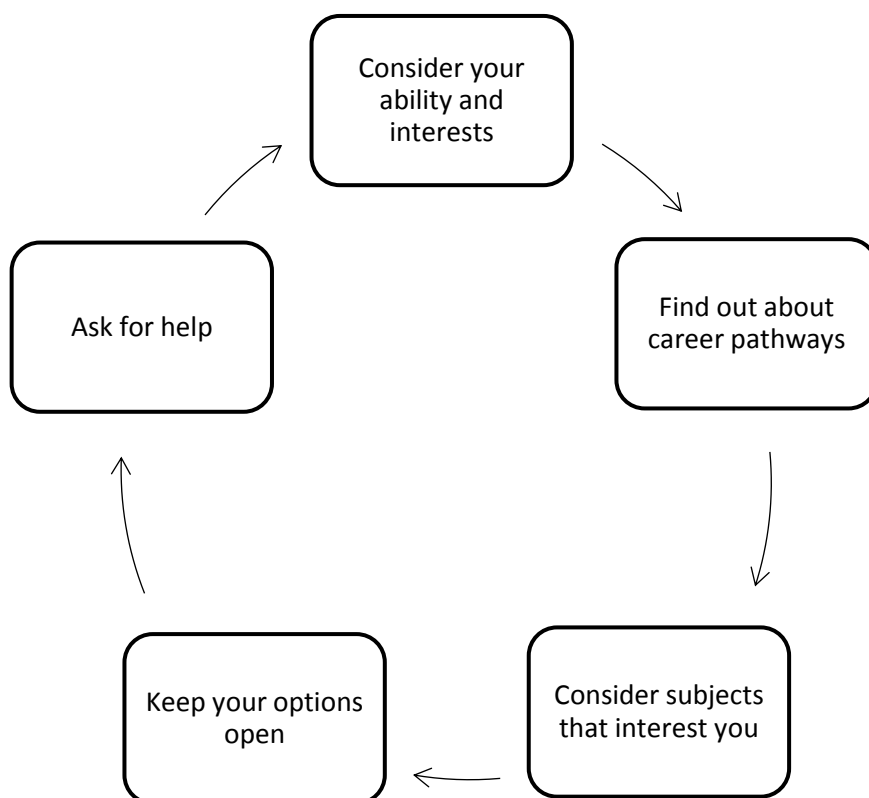 Consider your
ability and
interests
Find out about
career pathways
Consider subjects
that interest you
Keep your options
open
Ask for help